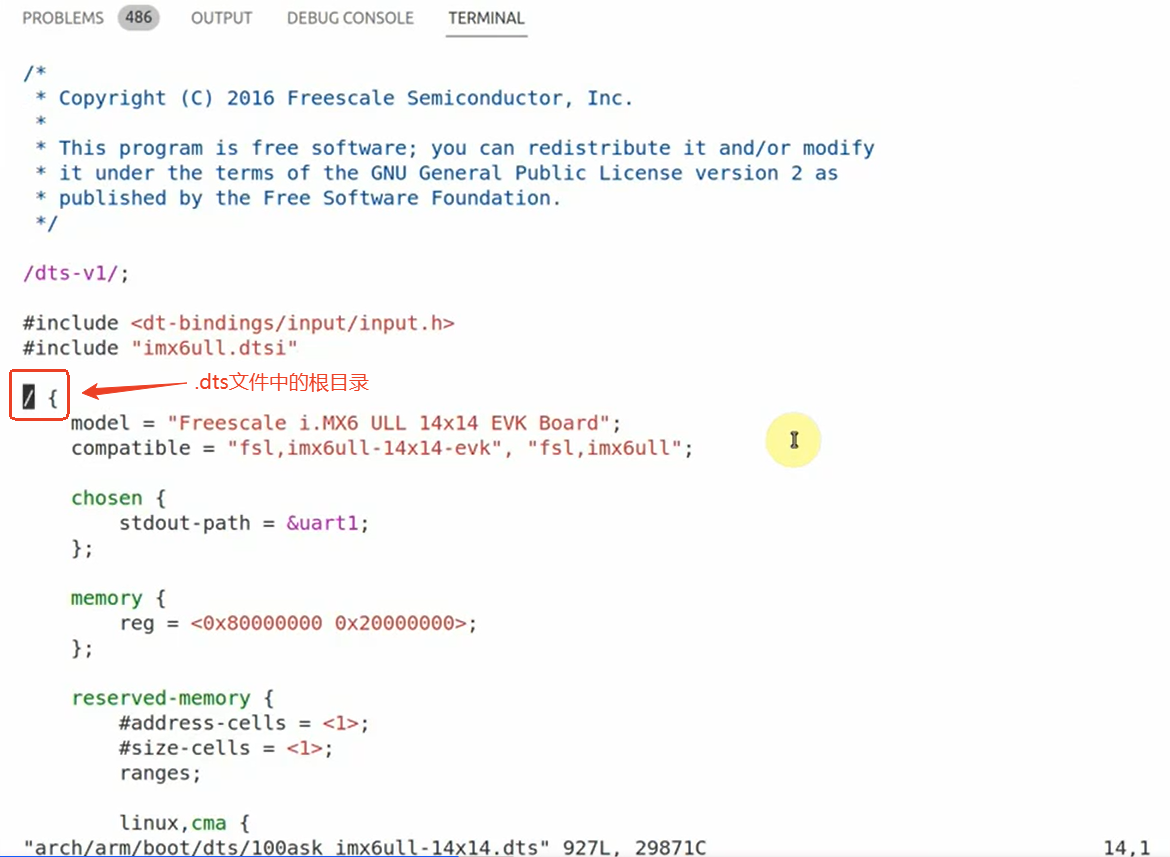 PROBLEMS 486 OUTPUT DEBUG CONSOLE TERMINAL
/*
 * Copyright (C) 2016 Freescale Semiconductor, Inc.
 *
 * This program is free software; you can redistribute it and/or modify
 * it under the terms of the GNU General Public License version 2 as
 * published by the Free Software Foundation.
 */
/dts-v1/;
#include <dt-bindings/input/input.h>
#include "imx6ull.dtsi"
/ { .dts文件中的根目录
    model = "Freescale i.MX6 ULL 14x14 EVK Board";
    compatible = "fsl,imx6ull-14x14-evk", "fsl,imx6ull";
    chosen {
        stdout-path = &uart1;
    };
    memory {
        reg = <0x80000000 0x20000000>;
    };
    reserved-memory {
        #address-cells = <1>;
        #size-cells = <1>;
        ranges;
        linux,cma {
"arch/arm/boot/dts/100ask_imx6ull-14x14.dts" 927L, 29871C 14,1